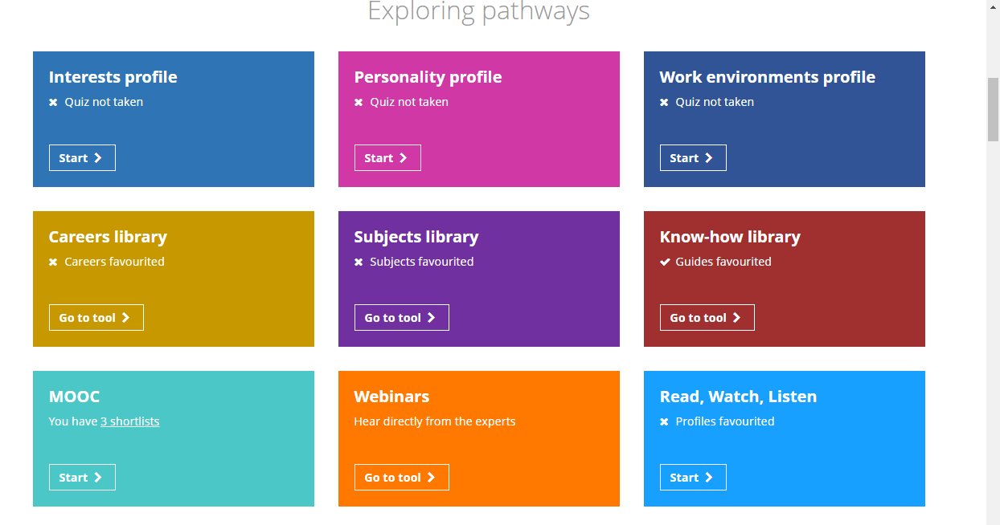 Exploring pathways
Interests profile
Quiz not taken
Start
Personality profile
Quiz not taken
Start
Work environments profile
Quiz not taken
Start
Careers library
Careers favourited
Go to tool
Subjects library
Subjects favourited
Go to tool
Know-how library
Guides favourited
Go to tool
MOOC
You have 3 shortlists
Start
Webinars
Hear directly from the experts
Go to tool
Read, Watch, Listen
Profiles favourited
Start